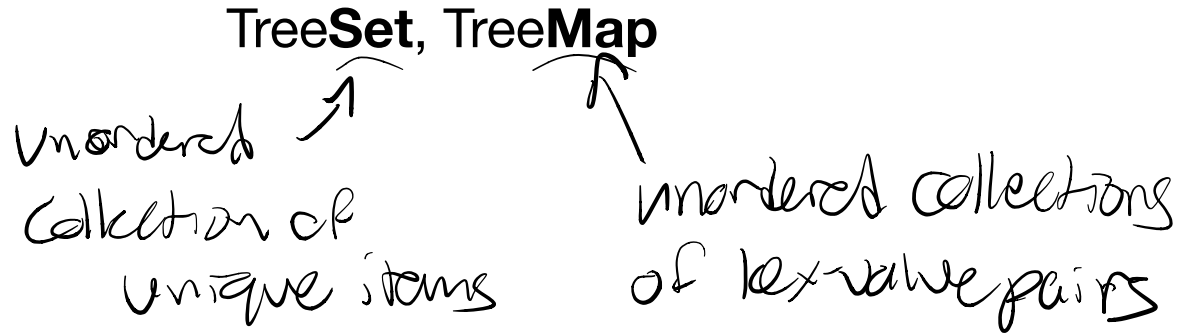 TreeSet, TreeMap
unordered
collection of
unique items
unordered collections
of key-value pairs